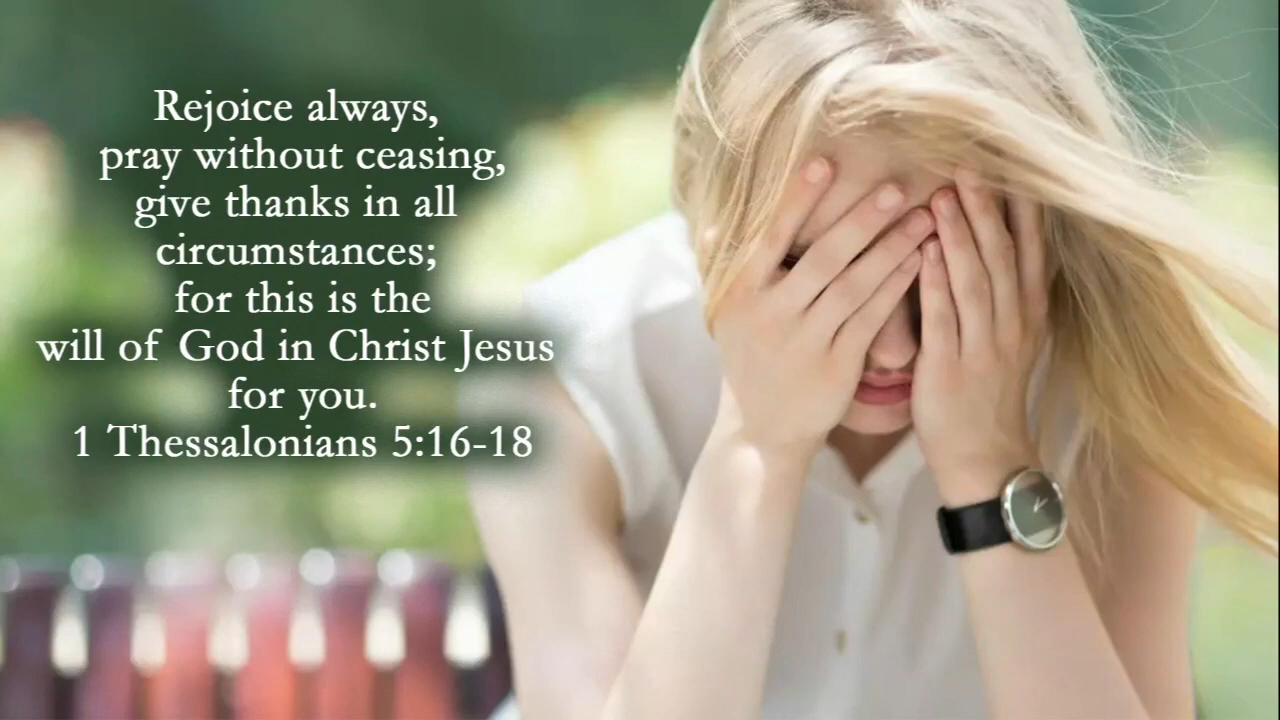 Rejoice always,
pray without ceasing,
give thanks in all
circumstances;
for this is the
will of God in Christ Jesus
for you.
1 Thessalonians 5:16-18